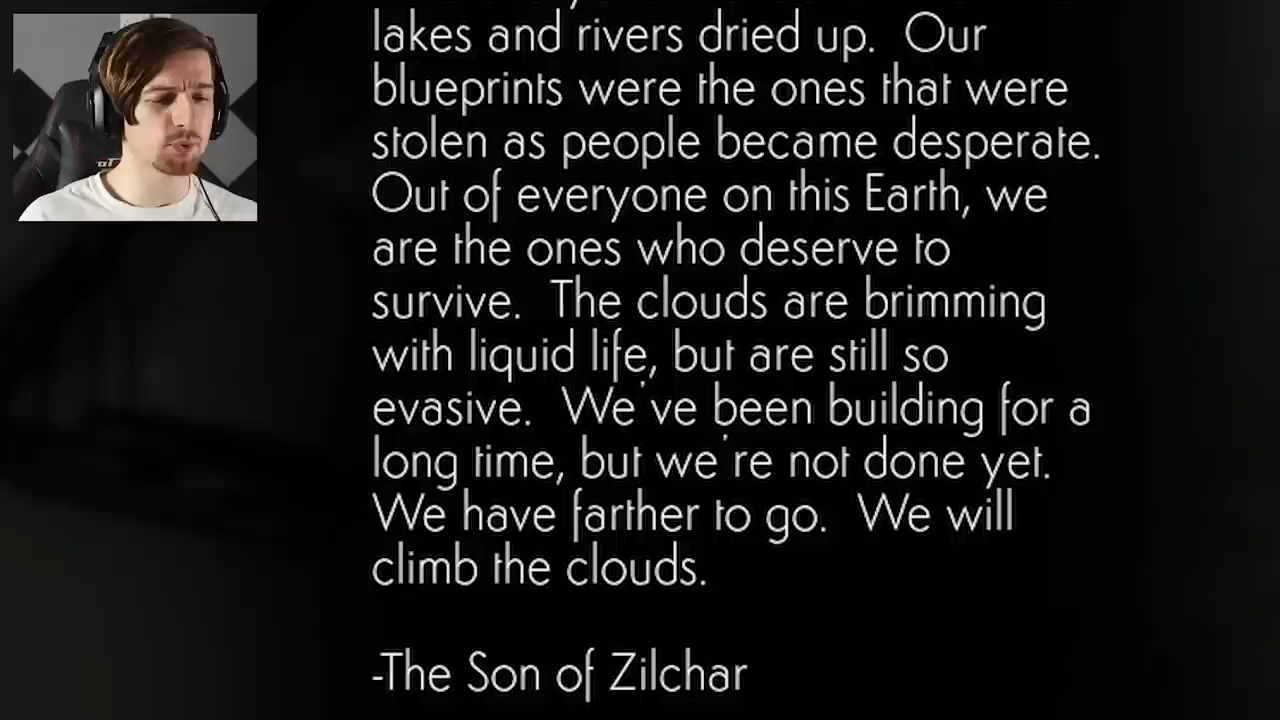 lakes and rivers dried up.  Our
blueprints were the ones that were
stolen as people became desperate.
Out of everyone on this Earth, we
are the ones who deserve to
survive.  The clouds are brimming
with liquid life, but are still so
evasive.  We've been building for a
long time, but we're not done yet.
We have farther to go.  We will
climb the clouds.
-The Son of Zilchar